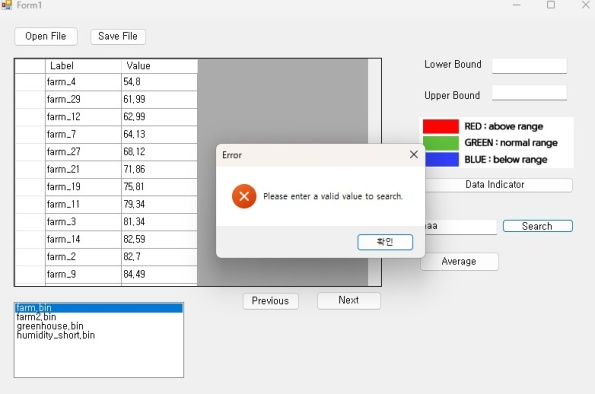 Form1
Open File
Save File
Label Value
farm_4 54,8
farm_29 61,99
farm_12 62,99
farm_7 64,13
farm_27 68,12
farm_21 71,86
farm_19 75,81
farm_11 79,34
farm_3 81,34
farm_14 82,59
farm_2 82,7
farm_9 84,49
Lower Bound
Upper Bound
RED : above range
GREEN : normal range
BLUE : below range
Data Indicator
Search
Average
Error
Please enter a valid value to search.
확인
Previous
Next
farm,bin
farm2,bin
greenhouse,bin
humidity_short,bin